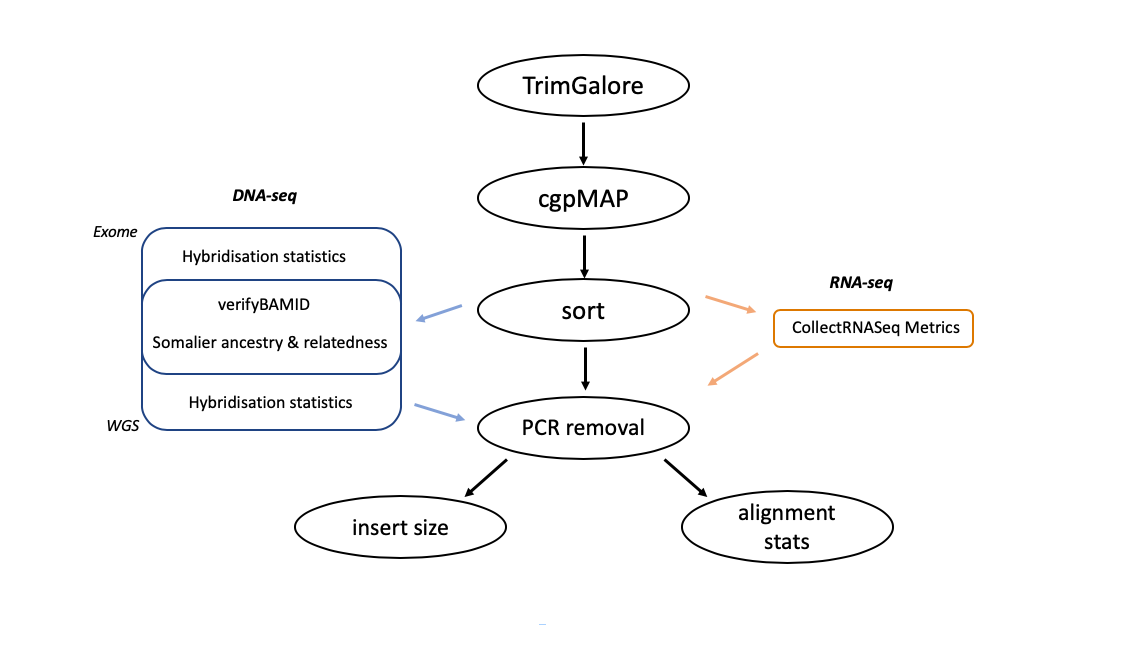 TrimGalore
cgpMAP
DNA-seq
Exome
Hybridisation statistics
verifyBAMID
Somalier ancestry & relatedness
Hybridisation statistics
WGS
sort
RNA-seq
CollectRNASeq Metrics
PCR removal
insert size
alignment
stats